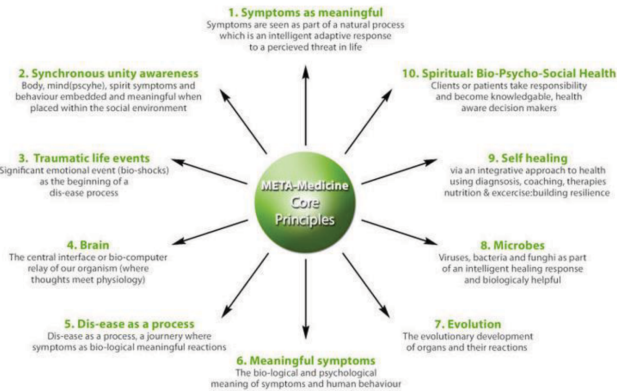 1. Symptoms as meaningful
Symptoms are seen as part of a natural process
which is an intelligent adaptive response
to a percieved threat in life
2. Synchronous unity awareness
Body, mind(pscyhe), spirit symptoms and
behaviour embedded and meaningful when
placed within the social environment
3. Traumatic life events
Significant emotional event (bio-shocks)
as the beginning of a
dis-ease process
4. Brain
The central interface or bio-computer
relay of our organism (where
thoughts meet physiology)
5. Dis-ease as a process
Dis-ease as a process, a journery where
symptoms as bio-logical meaningful reactions
6. Meaningful symptoms
The bio-logical and psychological
meaning of symptoms and human behaviour
7. Evolution
The evolutionary development
of organs and their reactions
8. Microbes
Viruses, bacteria and funghi as part
of an intelligent healing response
and biologicaly helpful
9. Self healing
via an integrative approach to health
using diagnosis, coaching, therapies
nutrition & excercise:building resilience
10. Spiritual: Bio-Psycho-Social Health
Clients or patients take responsibility
and become knowledgable, health
aware decision makers
META-Medicine
Core
Principles